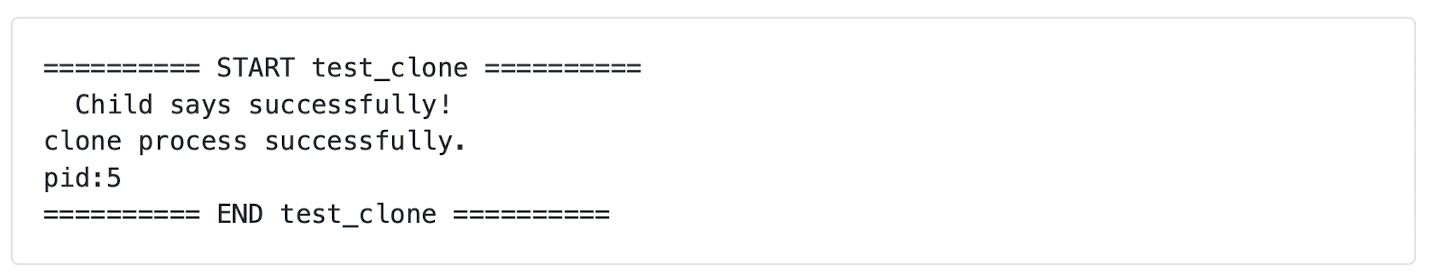 ========== START test_clone ==========
  Child says successfully!
clone process successfully.
pid:5
========== END test_clone ==========